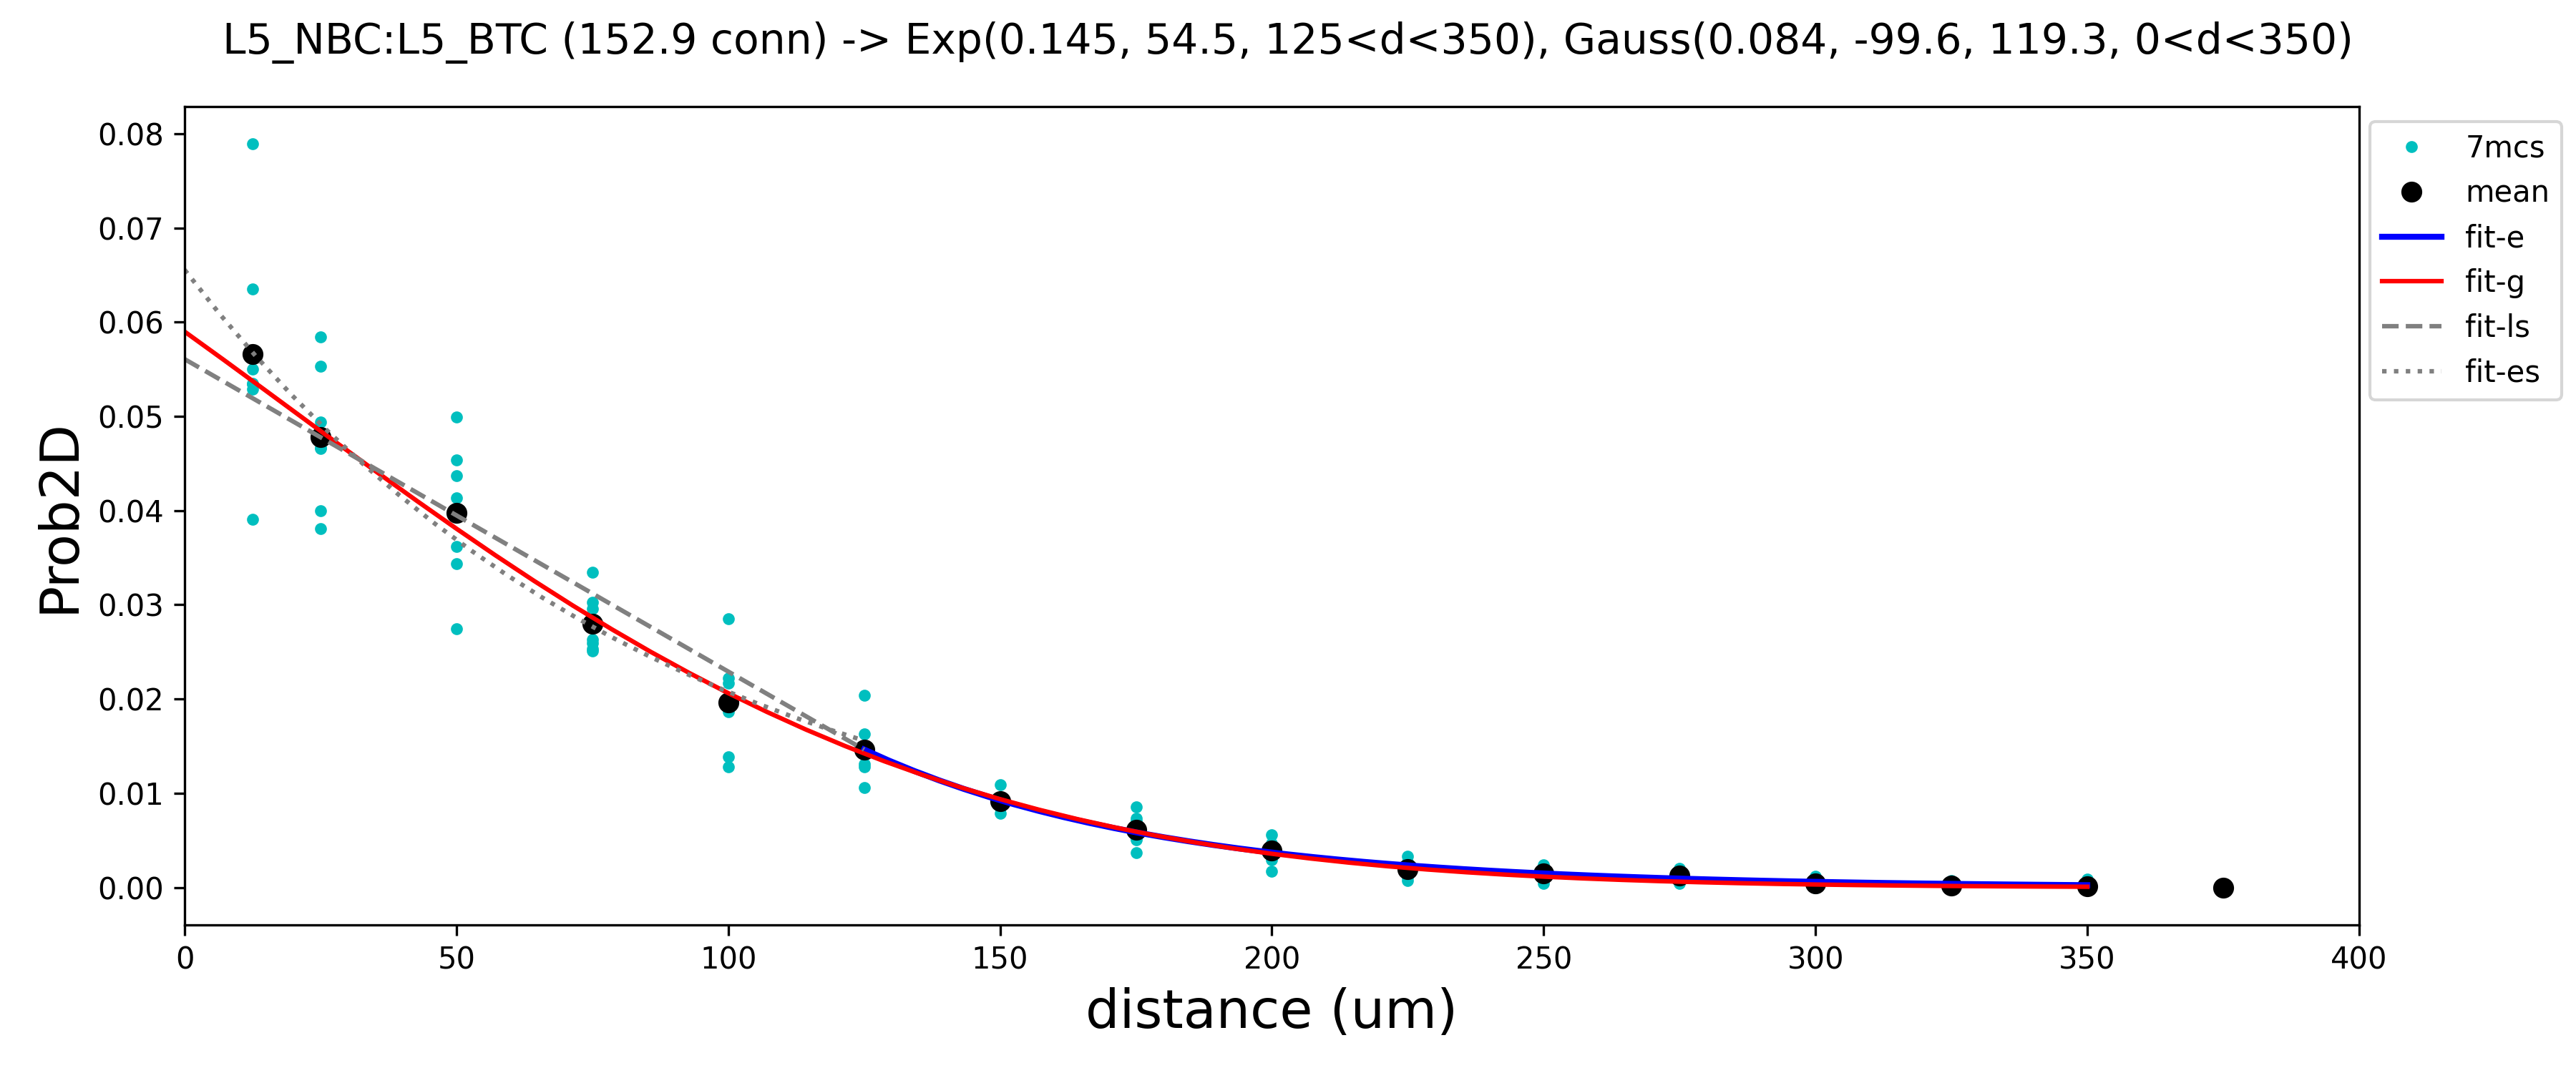 L5_NBC:L5_BTC (152.9 conn) -> Exp(0.145, 54.5, 125<d<350), Gauss(0.084, -99.6, 119.3, 0<d<350)
0.08
0.07
0.06
0.05
0.04
0.03
0.02
0.01
0.00
Prob2D
0 50 100 150 200 250 300 350 400
distance (um)
7mcs
mean
fit-e
fit-g
fit-ls
fit-es